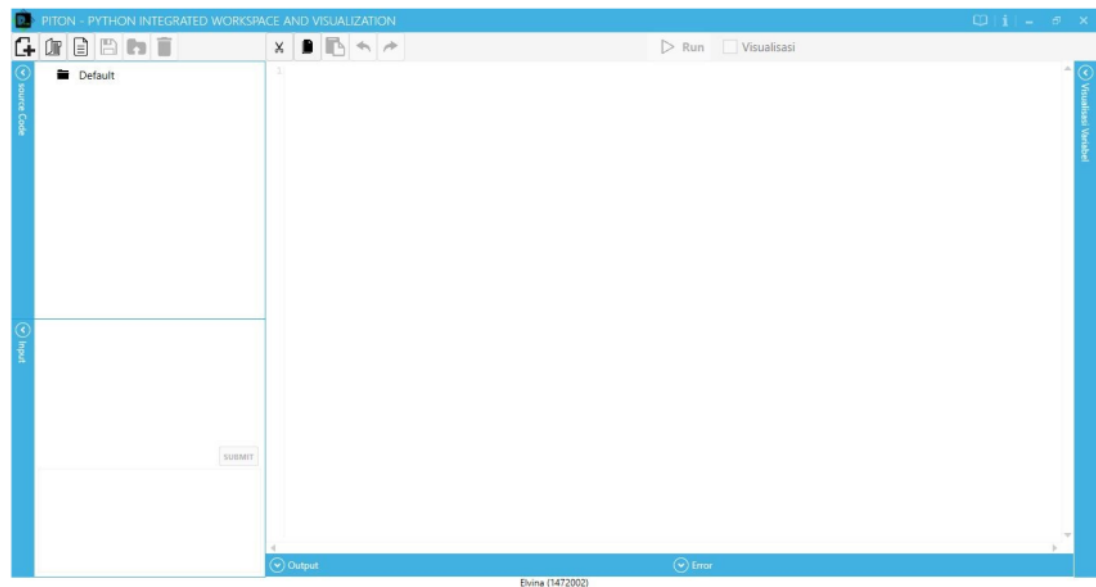 PITON - PYTHON INTEGRATED WORKSPACE AND VISUALIZATION
Run
Visualisasi
source Code
Default
1
Visualisasi Variabel
Input
SUBMIT
Output
Error
Elvina (1472002)